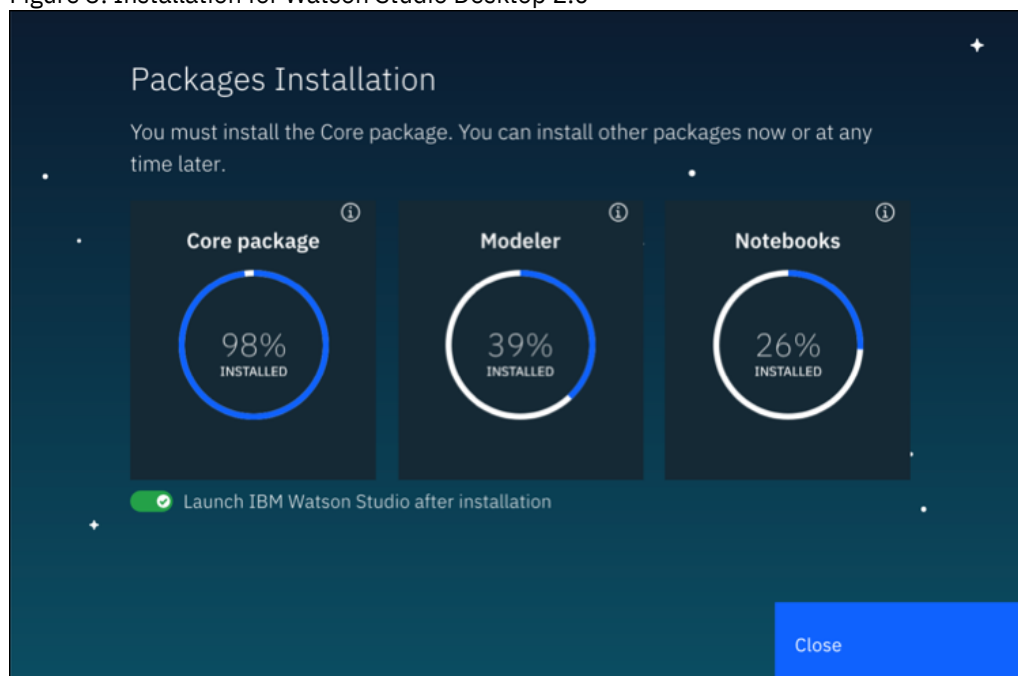 Packages Installation
You must install the Core package. You can install other packages now or at any
time later.
Core package
Modeler
Notebooks
98%
INSTALLED
39%
INSTALLED
26%
INSTALLED
Launch IBM Watson Studio after installation
Close